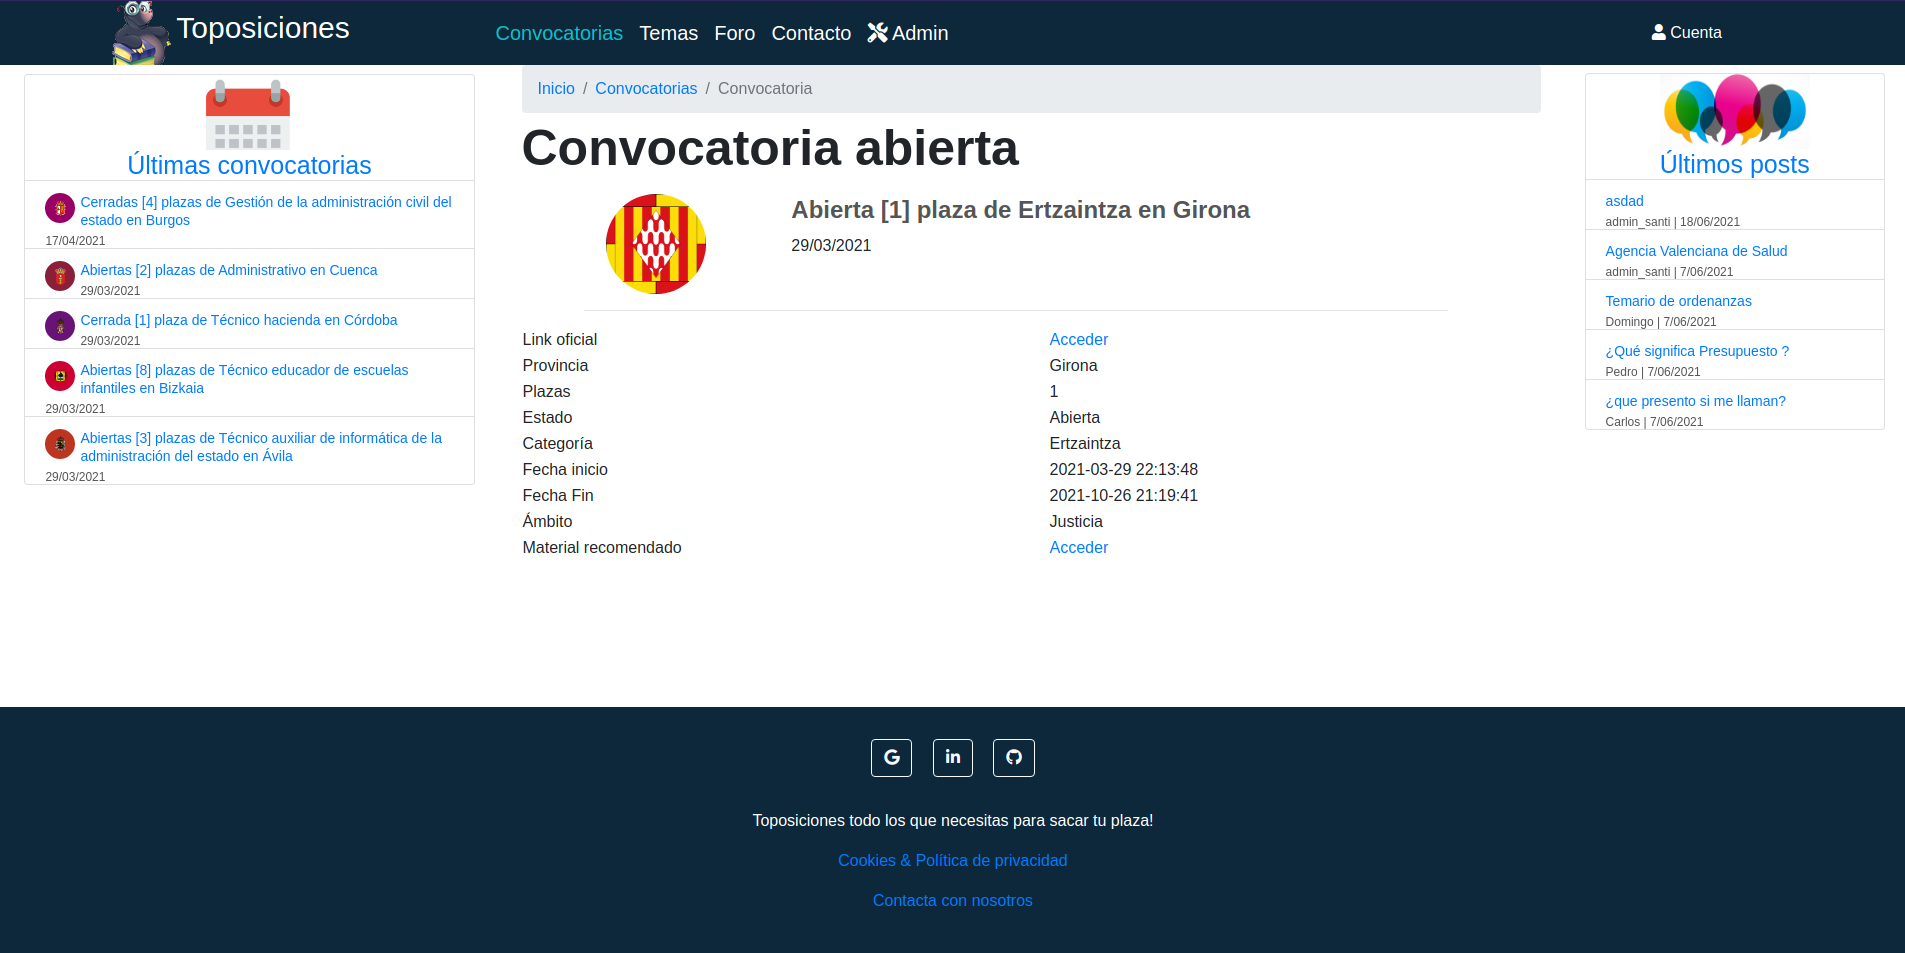 Toposiciones
Convocatorias Temas Foro Contacto Admin
Cuenta
Últimas convocatorias
Cerradas [4] plazas de Gestión de la administración civil del
estado en Burgos
17/04/2021
Abiertas [2] plazas de Administrativo en Cuenca
29/03/2021
Cerrada [1] plaza de Técnico hacienda en Córdoba
29/03/2021
Abiertas [8] plazas de Técnico educador de escuelas
infantiles en Bizkaia
29/03/2021
Abiertas [3] plazas de Técnico auxiliar de informática de la
administración del estado en Ávila
29/03/2021
Inicio / Convocatorias / Convocatoria
Convocatoria abierta
Abierta [1] plaza de Ertzaintza en Girona
29/03/2021
Link oficial Acceder
Provincia Girona
Plazas 1
Estado Abierta
Categoría Ertzaintza
Fecha inicio 2021-03-29 22:13:48
Fecha Fin 2021-10-26 21:19:41
Ámbito Justicia
Material recomendado Acceder
Últimos posts
asdad
admin_santi | 18/06/2021
Agencia Valenciana de Salud
admin_santi | 7/06/2021
Temario de ordenanzas
Domingo | 7/06/2021
¿Qué significa Presupuesto ?
Pedro | 7/06/2021
¿que presento si me llaman?
Carlos | 7/06/2021
Toposiciones todo los que necesitas para sacar tu plaza!
Cookies & Política de privacidad
Contacta con nosotros